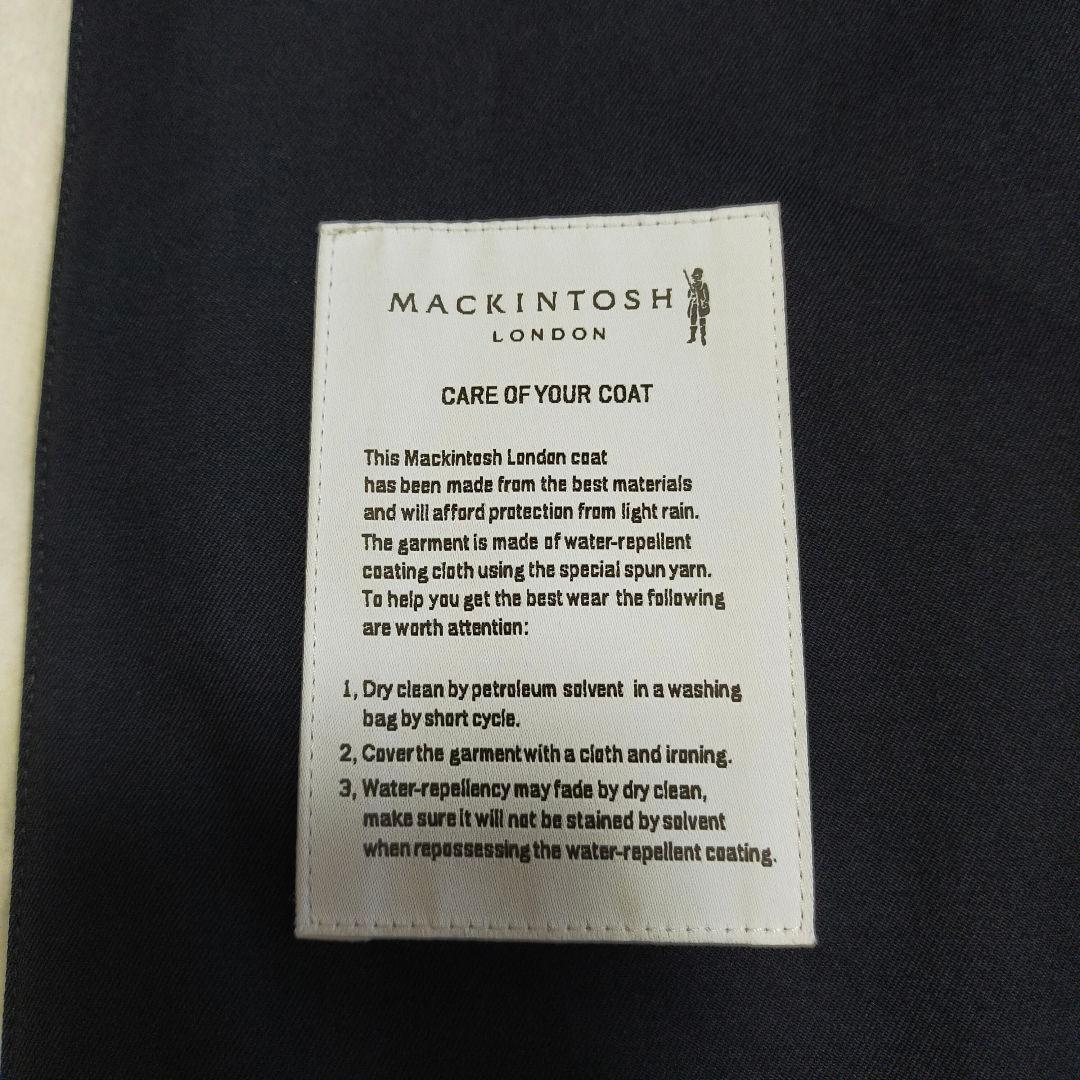 MACKINTOSH
LONDON
CARE OF YOUR COAT
This Mackintosh London coat
has been made from the best materials
and will afford protection from light rain.
The garment is made of water-repellent
coating cloth using the special spun yarn.
To help you get the best wear the following
are worth attention:
1, Dry clean by petroleum solvent in a washing
bag by short cycle.
2, Cover the garment with a cloth and ironing.
3, Water-repellency may fade by dry clean,
make sure it will not be stained by solvent
when repossessing the water-repellent coating.